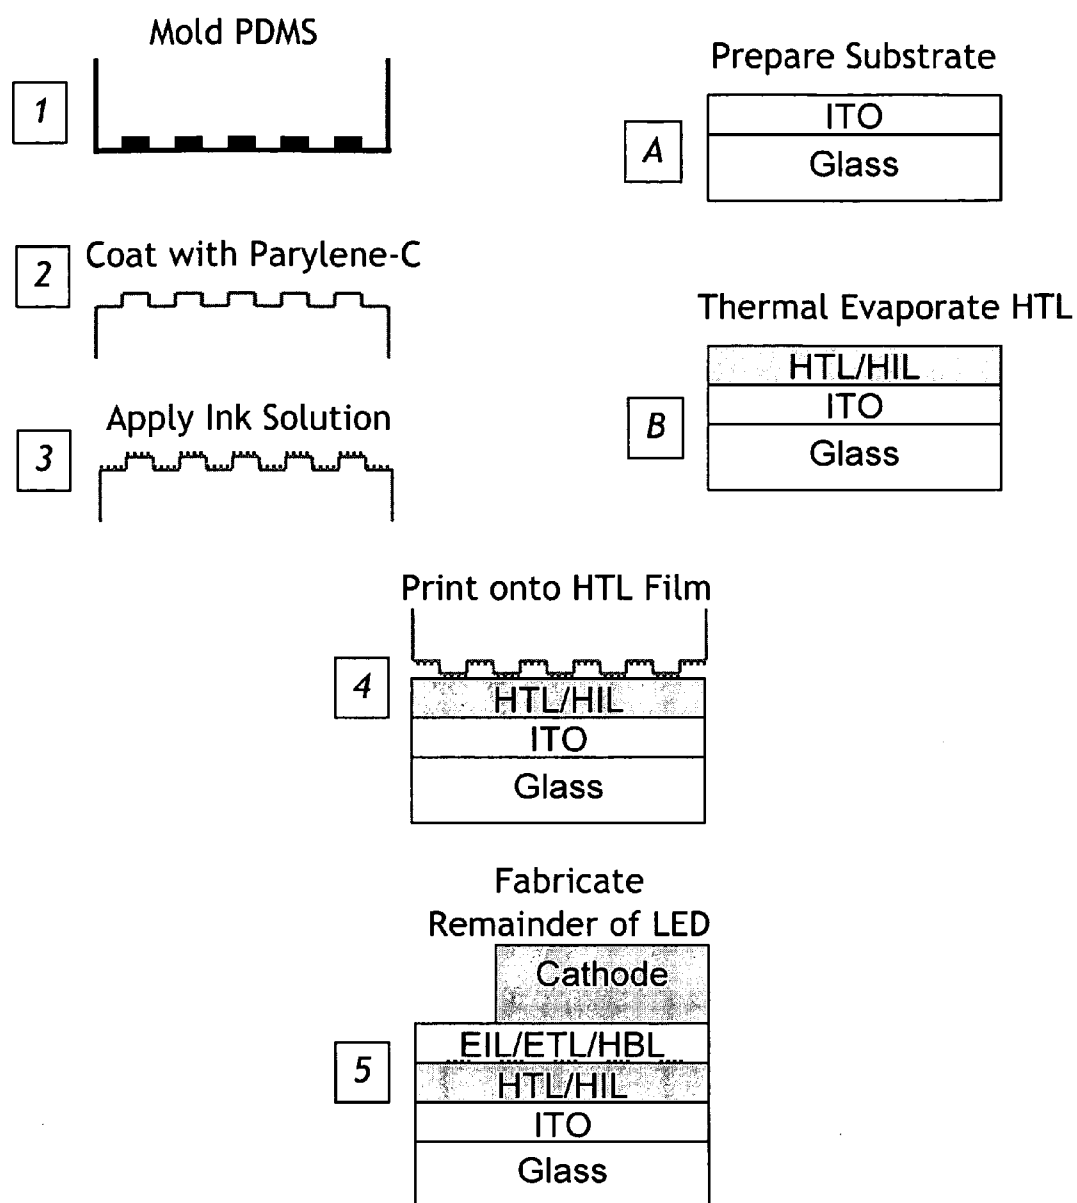 Mold PDMS
1
Coat with Parylene-C
2
Apply Ink Solution
3
Prepare Substrate
A
ITO
Glass
Thermal Evaporate HTL
B
HTL/HIL
ITO
Glass
Print onto HTL Film
4
HTL/HIL
ITO
Glass
Fabricate
Remainder of LED
5
Cathode
EIL/ETL/HBL
HTL/HIL
ITO
Glass